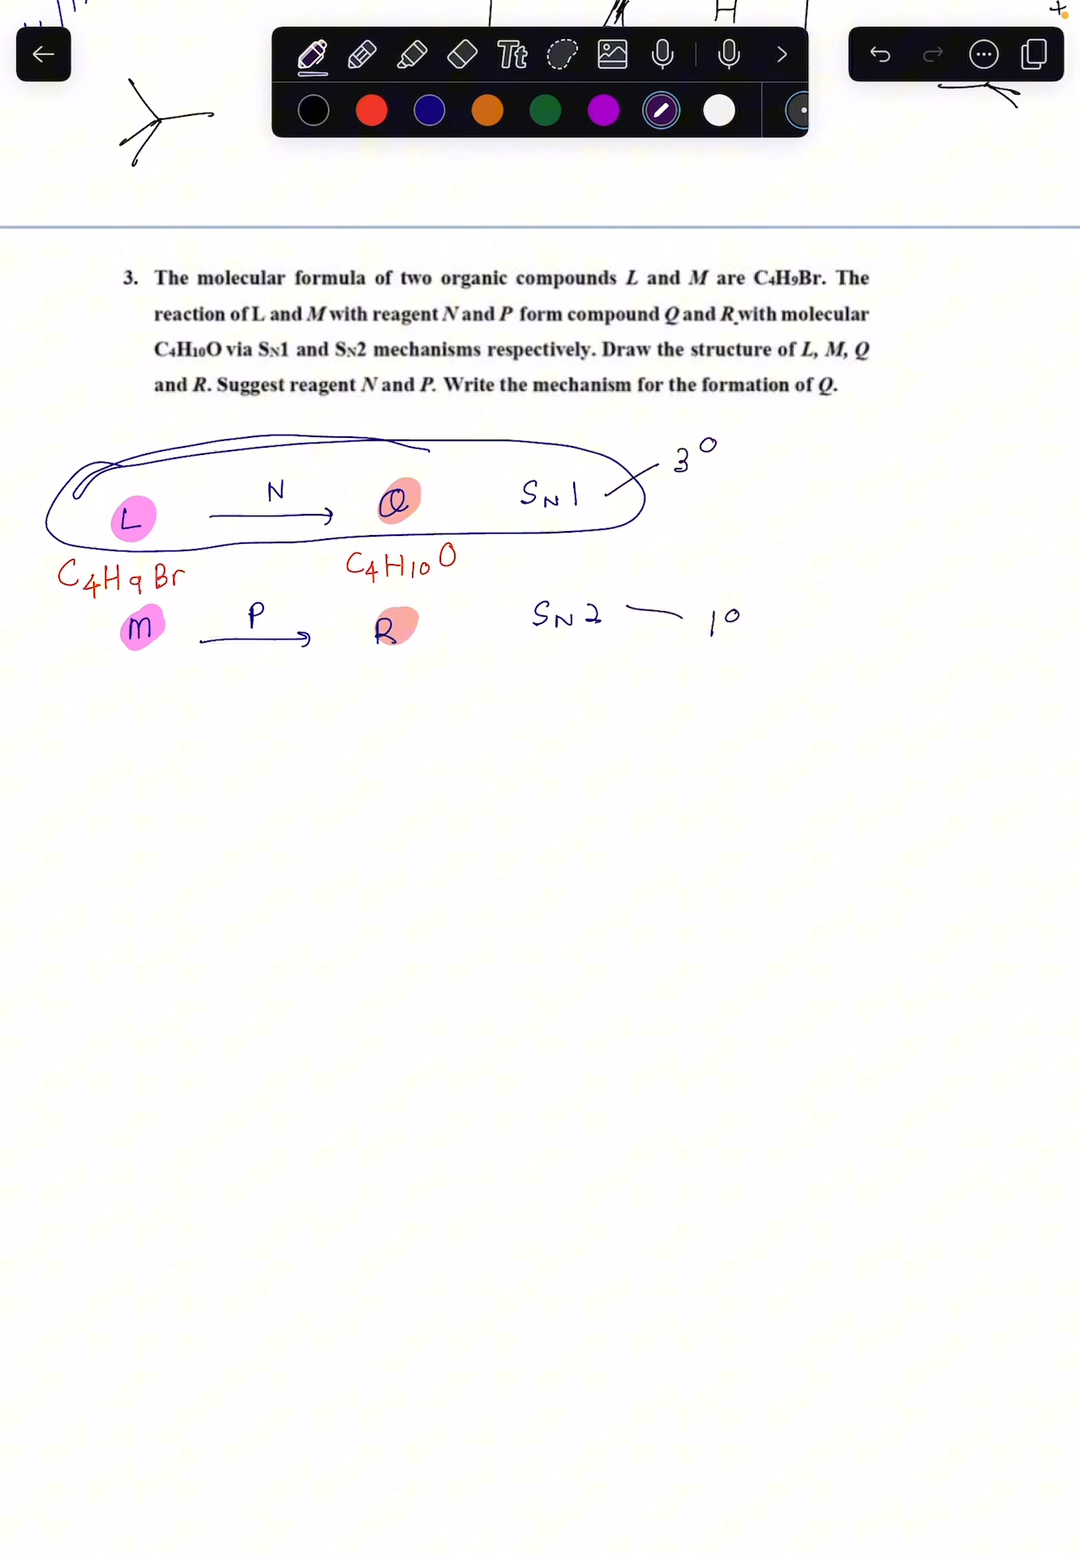 H
Tt
3. The molecular formula of two organic compounds L and M are C₄H₉Br. The
reaction of L and M with reagent N and P form compound Q and R with molecular
C₄H₁₀O via SN1 and SN2 mechanisms respectively. Draw the structure of L, M, Q
and R. Suggest reagent N and P. Write the mechanism for the formation of Q.
L N → Q SN1 3°
C₄H₉Br C₄H₁₀O
M P → R SN2 1°